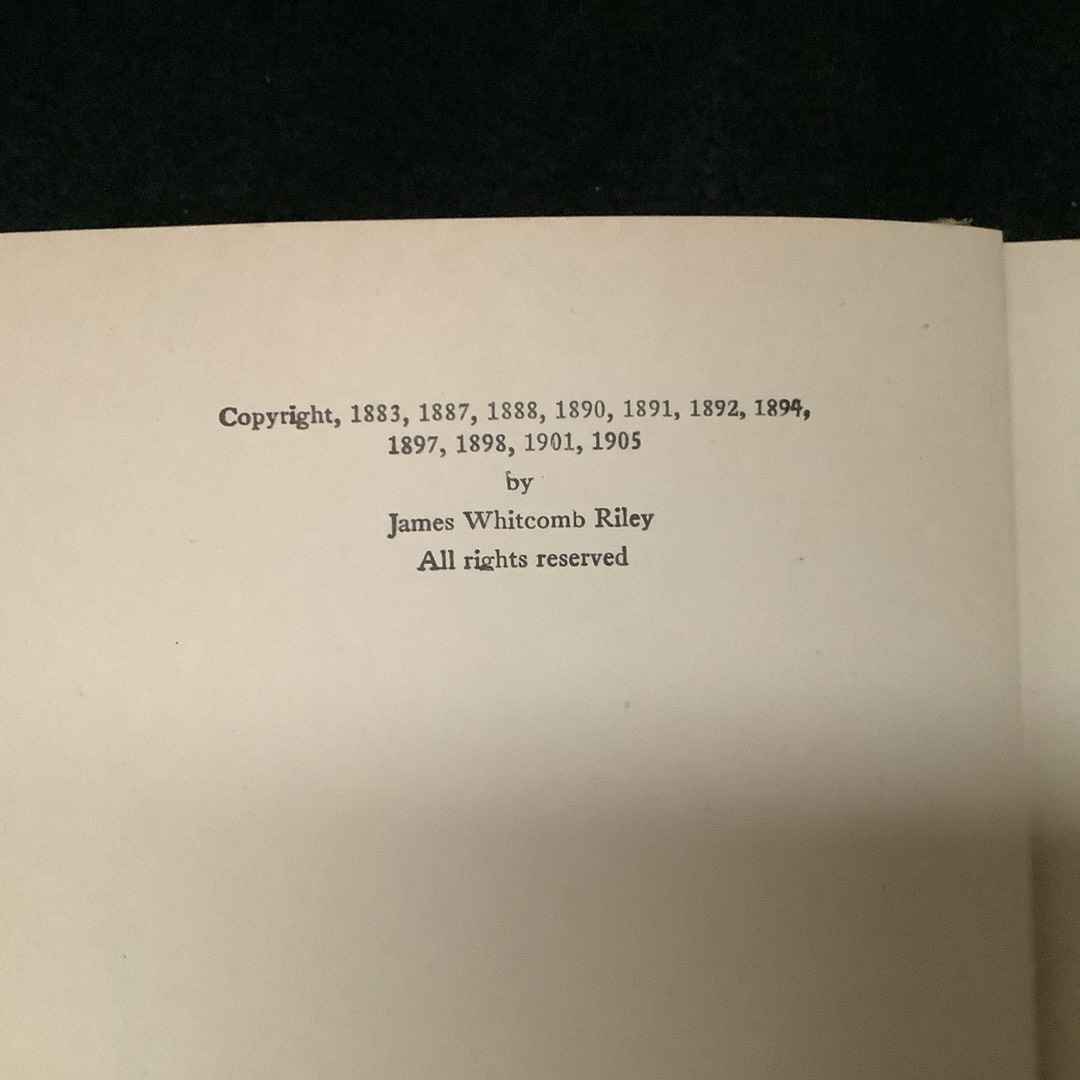 Copyright, 1883, 1887, 1888, 1890, 1891, 1892, 1894,
1897, 1898, 1901, 1905
by
James Whitcomb Riley
All rights reserved